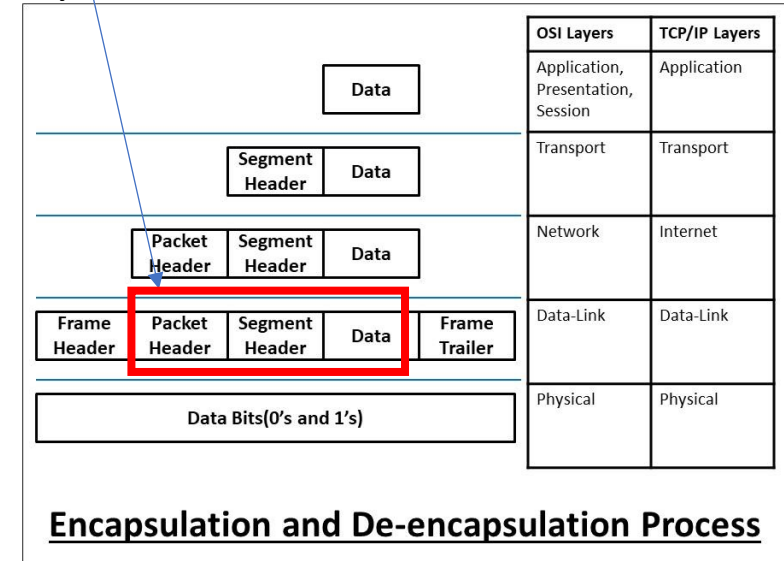 OSI Layers TCP/IP Layers
Data
Application, Application
Presentation,
Session
Segment
Header Data
Transport Transport
Packet Segment
Header Header Data
Network Internet
Frame Packet Segment Frame
Header Header Header Data Trailer
Data-Link Data-Link
Data Bits(0's and 1's)
Physical Physical
Encapsulation and De-encapsulation Process